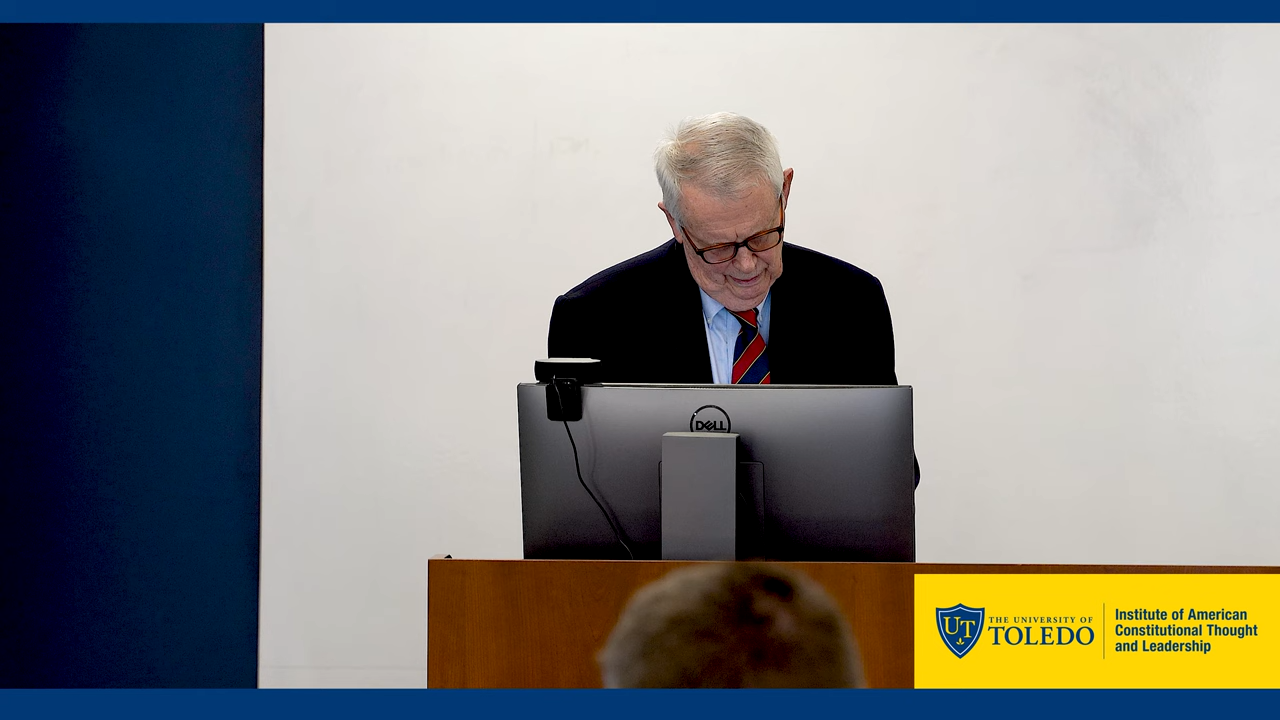 DELL
UT
THE UNIVERSITY OF
TOLEDO
Institute of American
Constitutional Thought
and Leadership